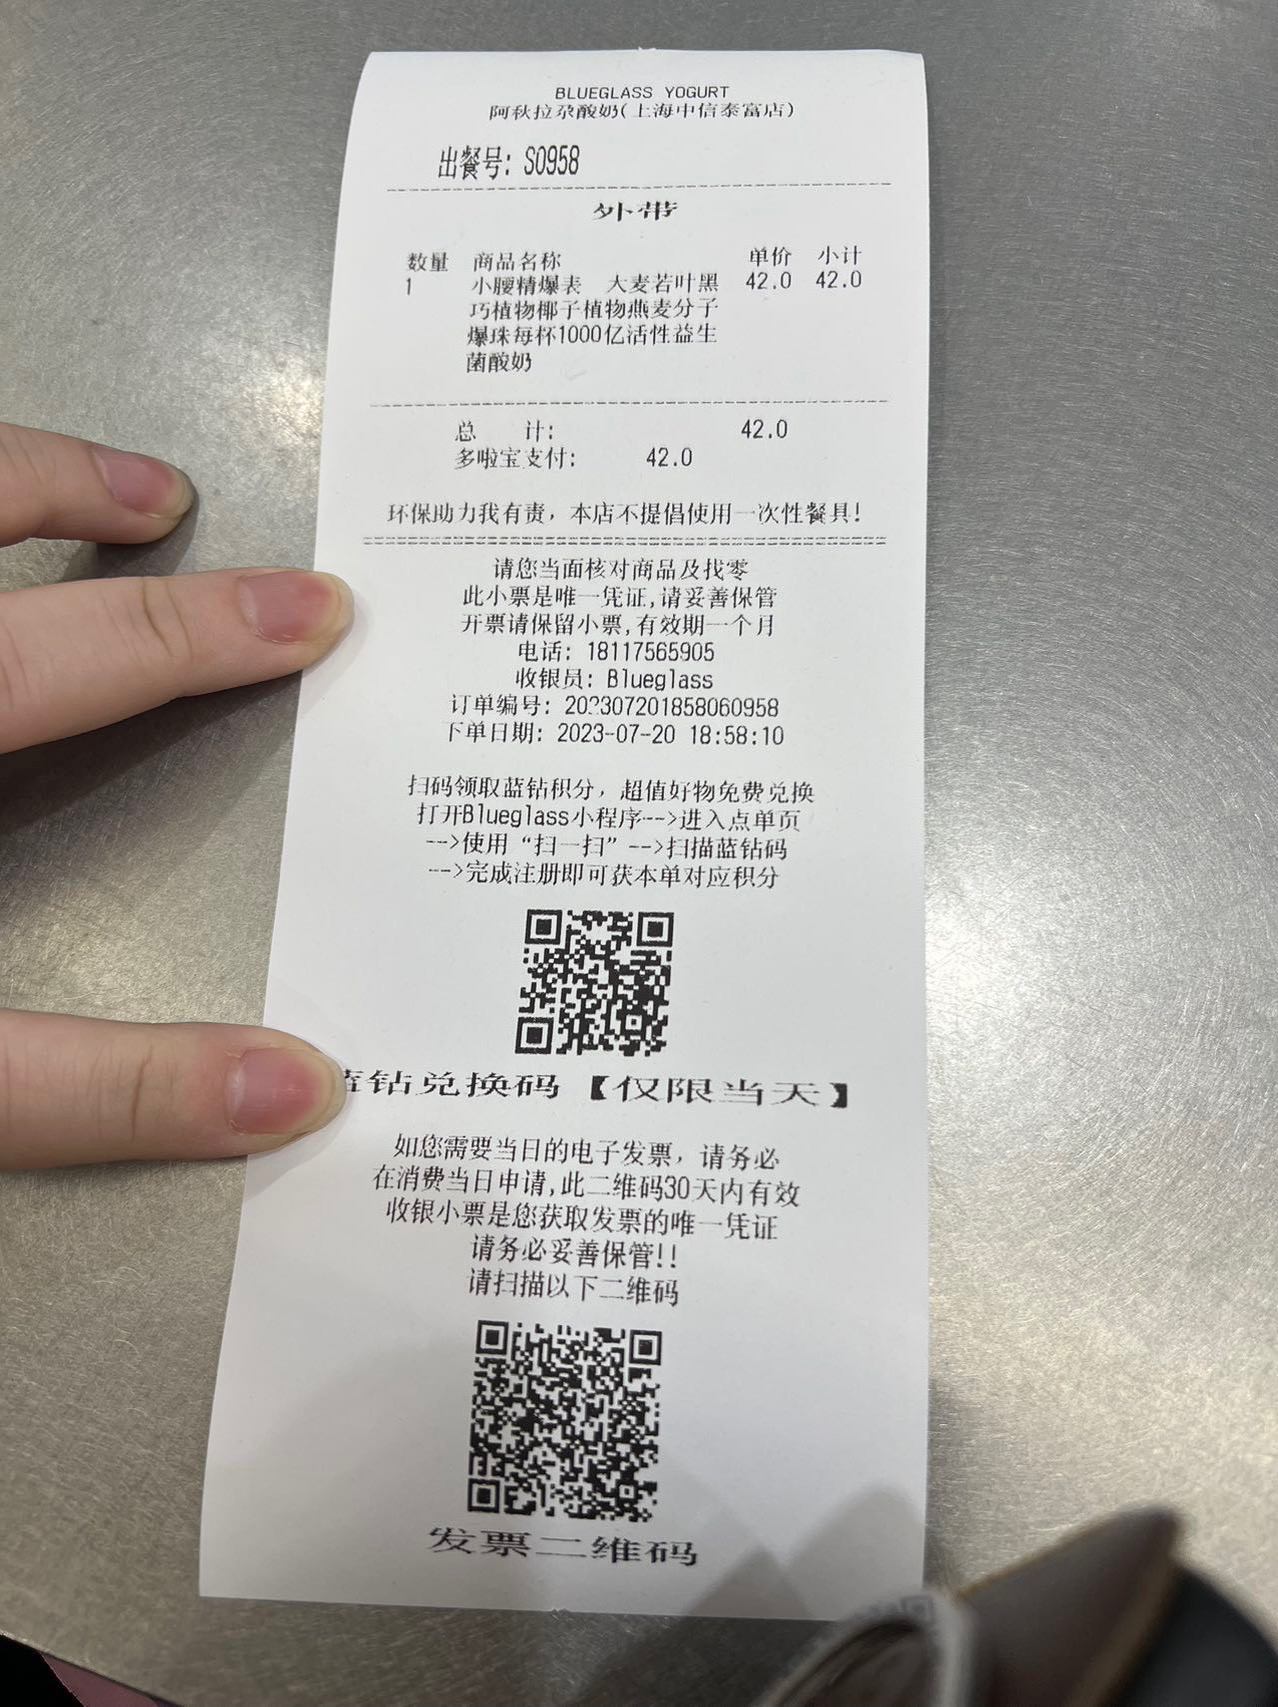 BLUEGLASS YOGURT
阿秋拉尕酸奶(上海中信泰富店)
出餐号: S0958
外带
数量 商品名称 单价 小计
1 小腰精爆表 大麦若叶黑 42.0 42.0
巧植物椰子植物燕麦分子
爆珠每杯1000亿活性益生
菌酸奶
总 计: 42.0
多啦宝支付: 42.0
环保助力我有责，本店不提倡使用一次性餐具!
请您当面核对商品及找零
此小票是唯一凭证,请妥善保管
开票请保留小票,有效期一个月
电话: 18117565905
收银员: Blueglass
订单编号: 202307201858060958
下单日期: 2023-07-20 18:58:10
扫码领取蓝钻积分，超值好物免费兑换
打开Blueglass小程序-->进入点单页
-->使用“扫一扫”-->扫描蓝钻码
-->完成注册即可获本单对应积分
蓝钻兑换码【仅限当天】
如您需要当日的电子发票，请务必
在消费当日申请,此二维码30天内有效
收银小票是您获取发票的唯一凭证
请务必妥善保管!!
请扫描以下二维码
发票二维码